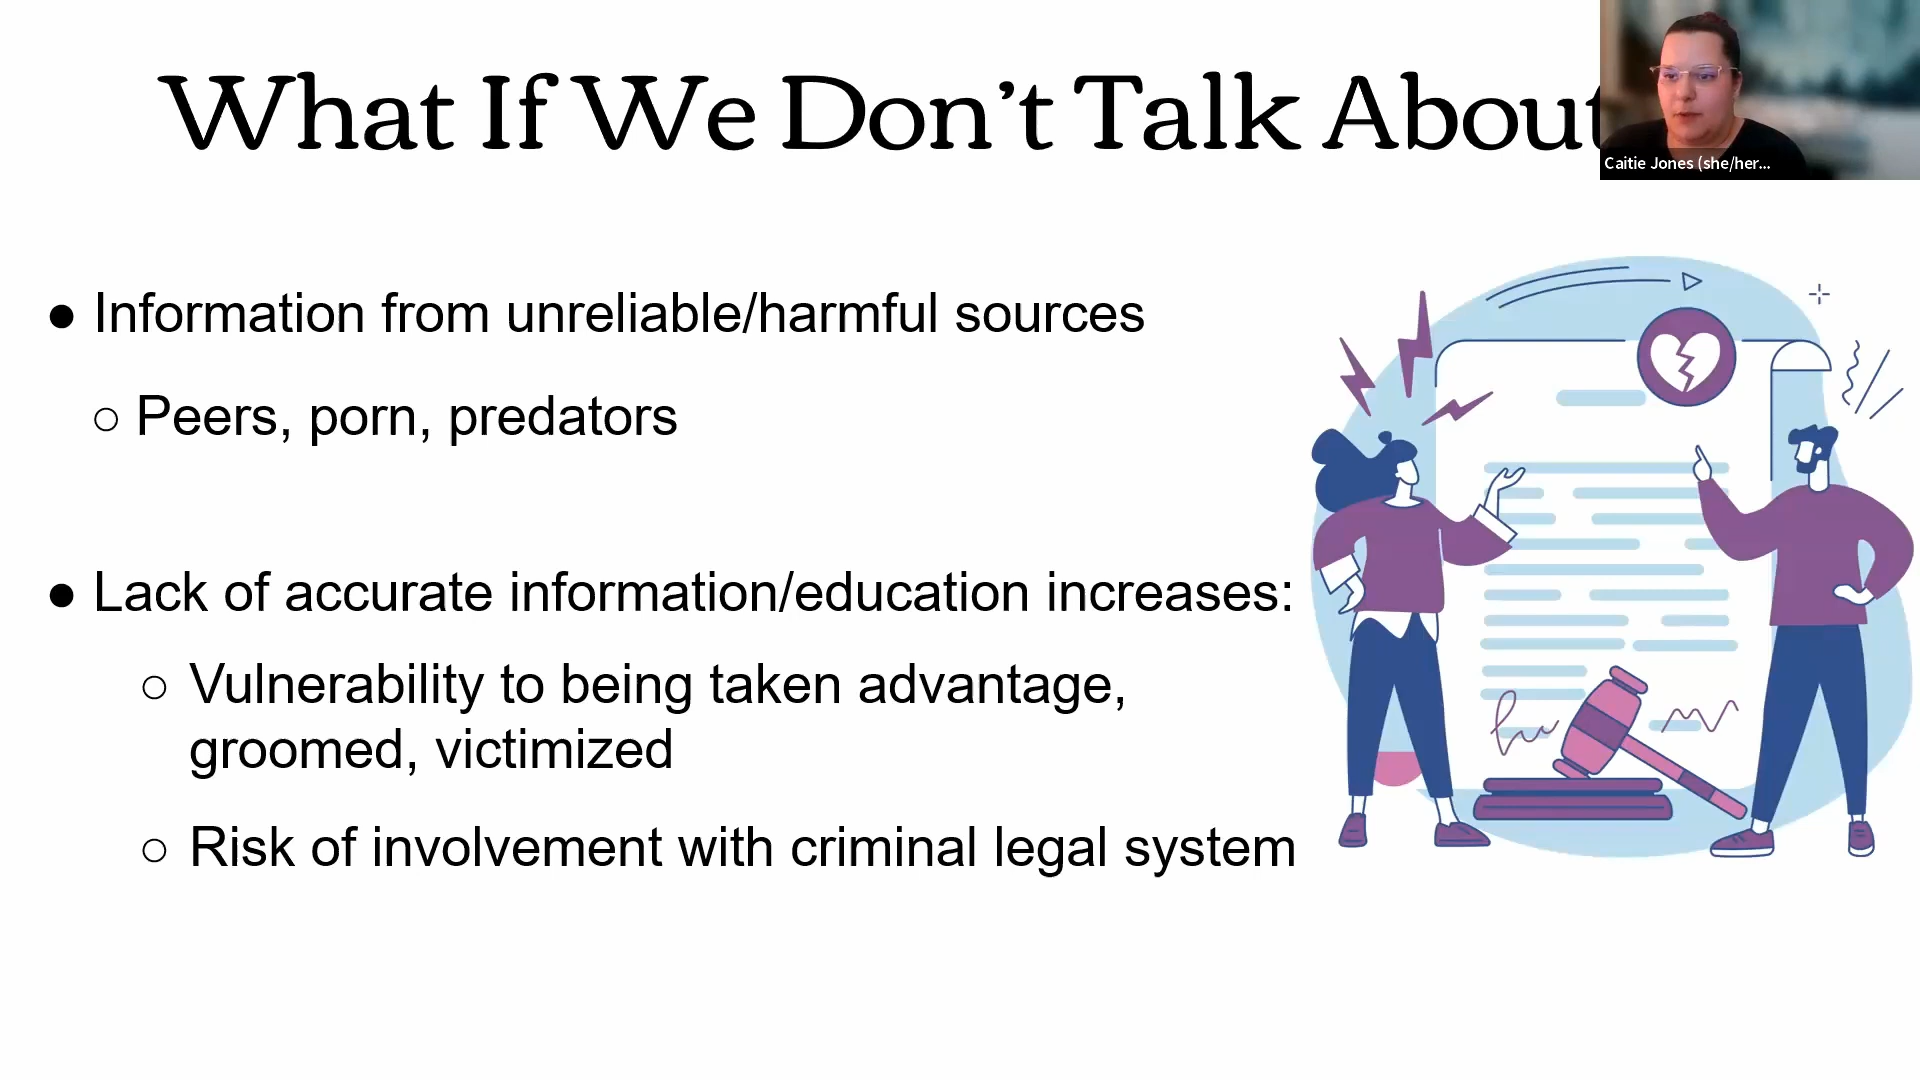 What If We Don't Talk About
Caitie Jones (she/her...
● Information from unreliable/harmful sources
○ Peers, porn, predators
● Lack of accurate information/education increases:
○ Vulnerability to being taken advantage,
groomed, victimized
○ Risk of involvement with criminal legal system